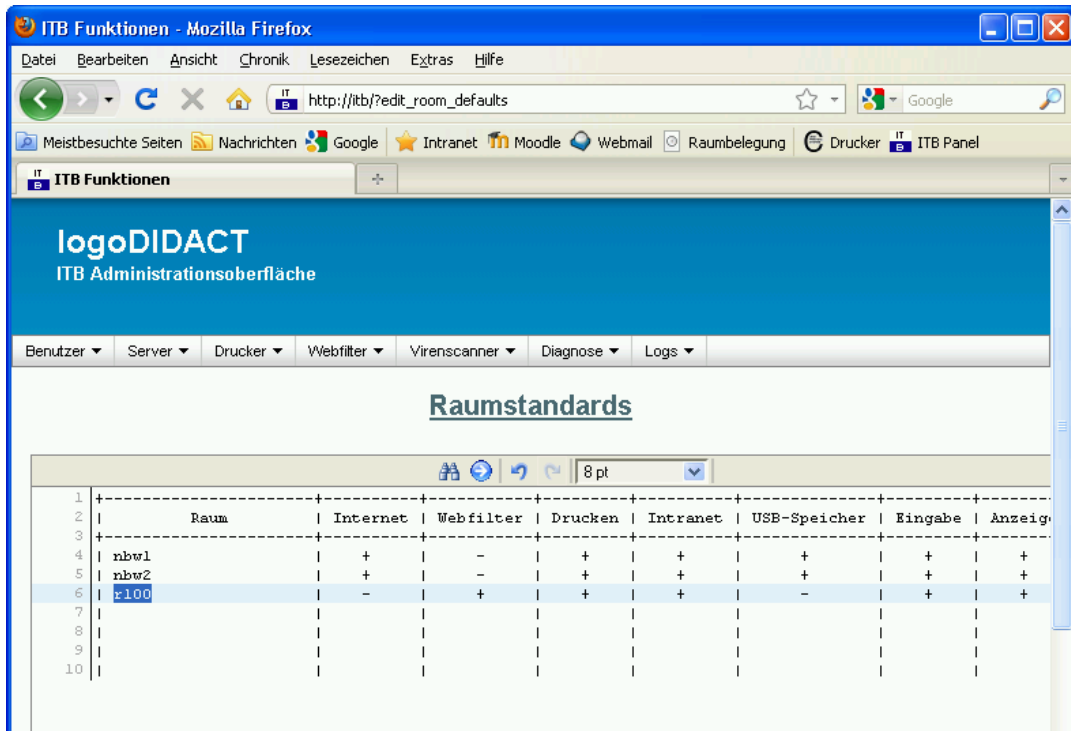 ITB Funktionen - Mozilla Firefox
Datei Bearbeiten Ansicht Chronik Lesezeichen Extras Hilfe
IT B http://itb/?edit_room_defaults Google
Meistbesuchte Seiten Nachrichten Google Intranet Moodle Webmail Raumbelegung Drucker IT B ITB Panel
IT B ITB Funktionen
logoDIDACT
ITB Administrationsoberfläche
Benutzer Server Drucker Webfilter Virenscanner Diagnose Logs
Raumstandards
8 pt
1 +----------------------+-----------+-----------+---------+----------+--------------+---------+-------
2 | Raum | Internet | Webfilter | Drucken | Intranet | USB-Speicher | Eingabe | Anzeig
3 +----------------------+-----------+-----------+---------+----------+--------------+---------+-------
4 | nbw1 | + | - | + | + | + | + | +
5 | nbw2 | + | - | + | + | + | + | +
6 | r100 | - | + | + | + | - | + | +
7 | | | | | | | |
8 | | | | | | | |
9 | | | | | | | |
10 | | | | | | | |